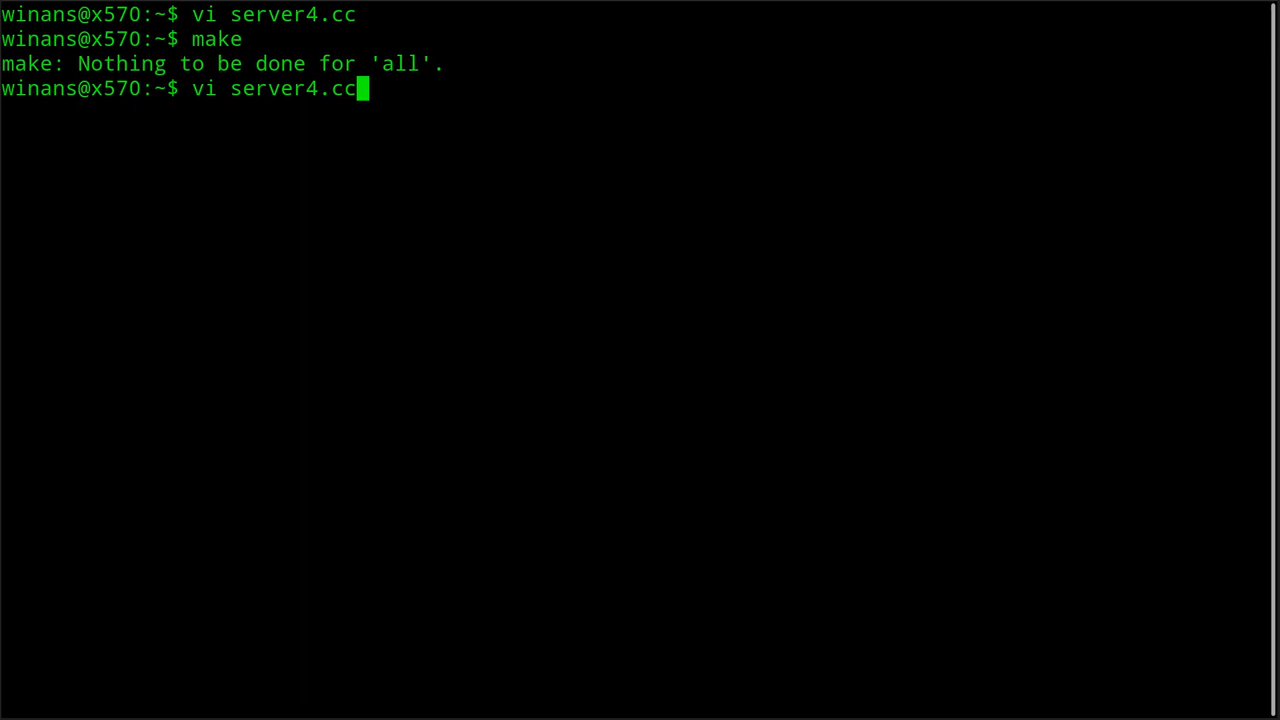 winans@x570:~$ vi server4.cc
winans@x570:~$ make
make: Nothing to be done for 'all'.
winans@x570:~$ vi server4.cc